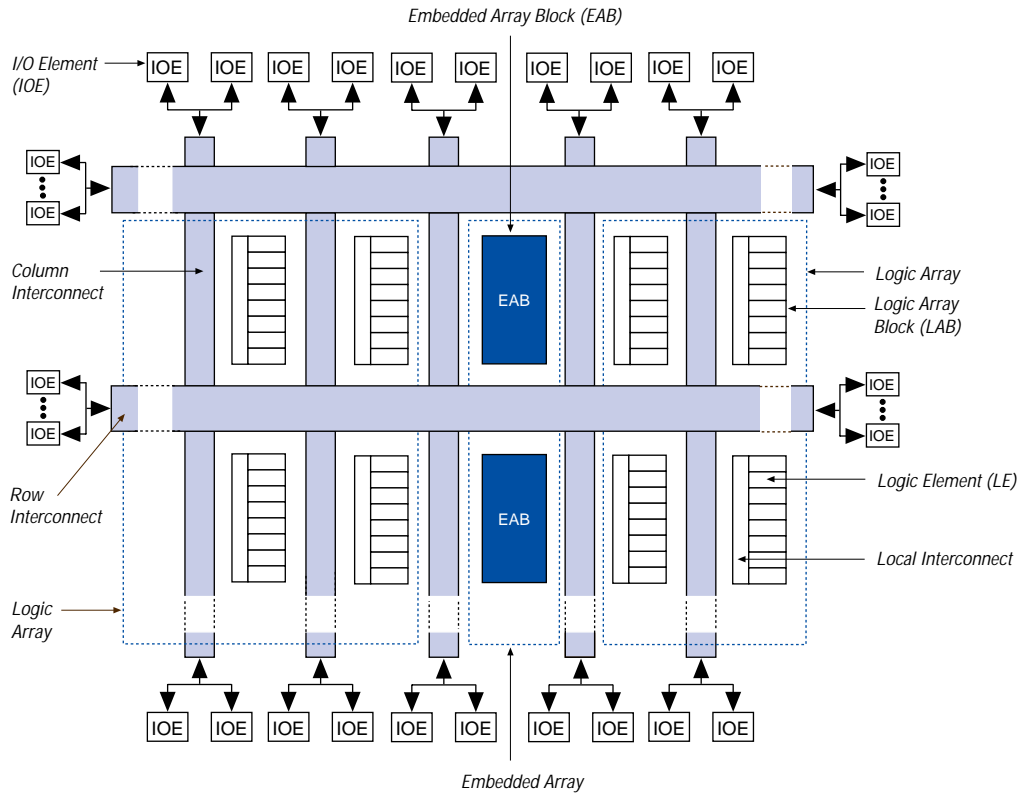 Embedded Array Block (EAB)
I/O Element
(IOE)
IOE IOE IOE IOE IOE IOE IOE IOE IOE IOE
IOE
IOE
IOE
IOE
Column
Interconnect
EAB
Logic Array
Logic Array
Block (LAB)
IOE
IOE
IOE
IOE
Row
Interconnect
EAB
Logic Element (LE)
Local Interconnect
Logic
Array
IOE IOE IOE IOE IOE IOE IOE IOE IOE IOE
Embedded Array